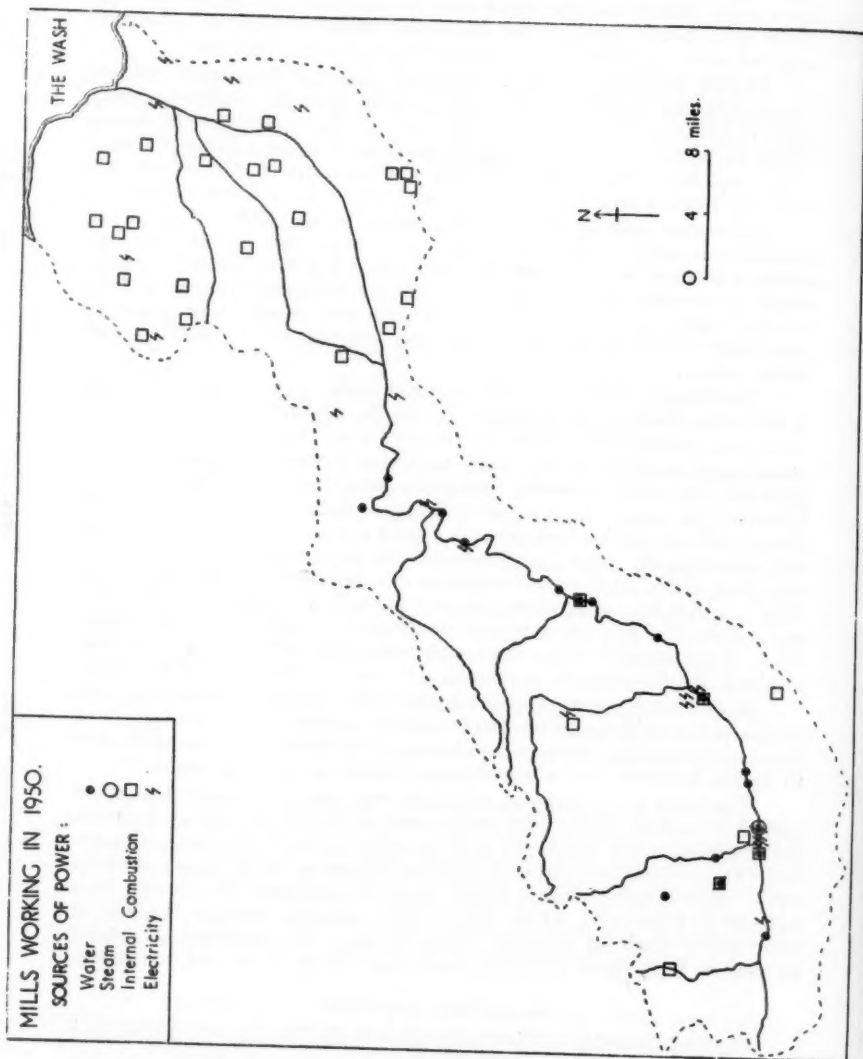 MILLS WORKING IN 1950.
SOURCES OF POWER:
Water
Steam
Internal Combustion
Electricity
THE WASH
N
0 4 8 miles.